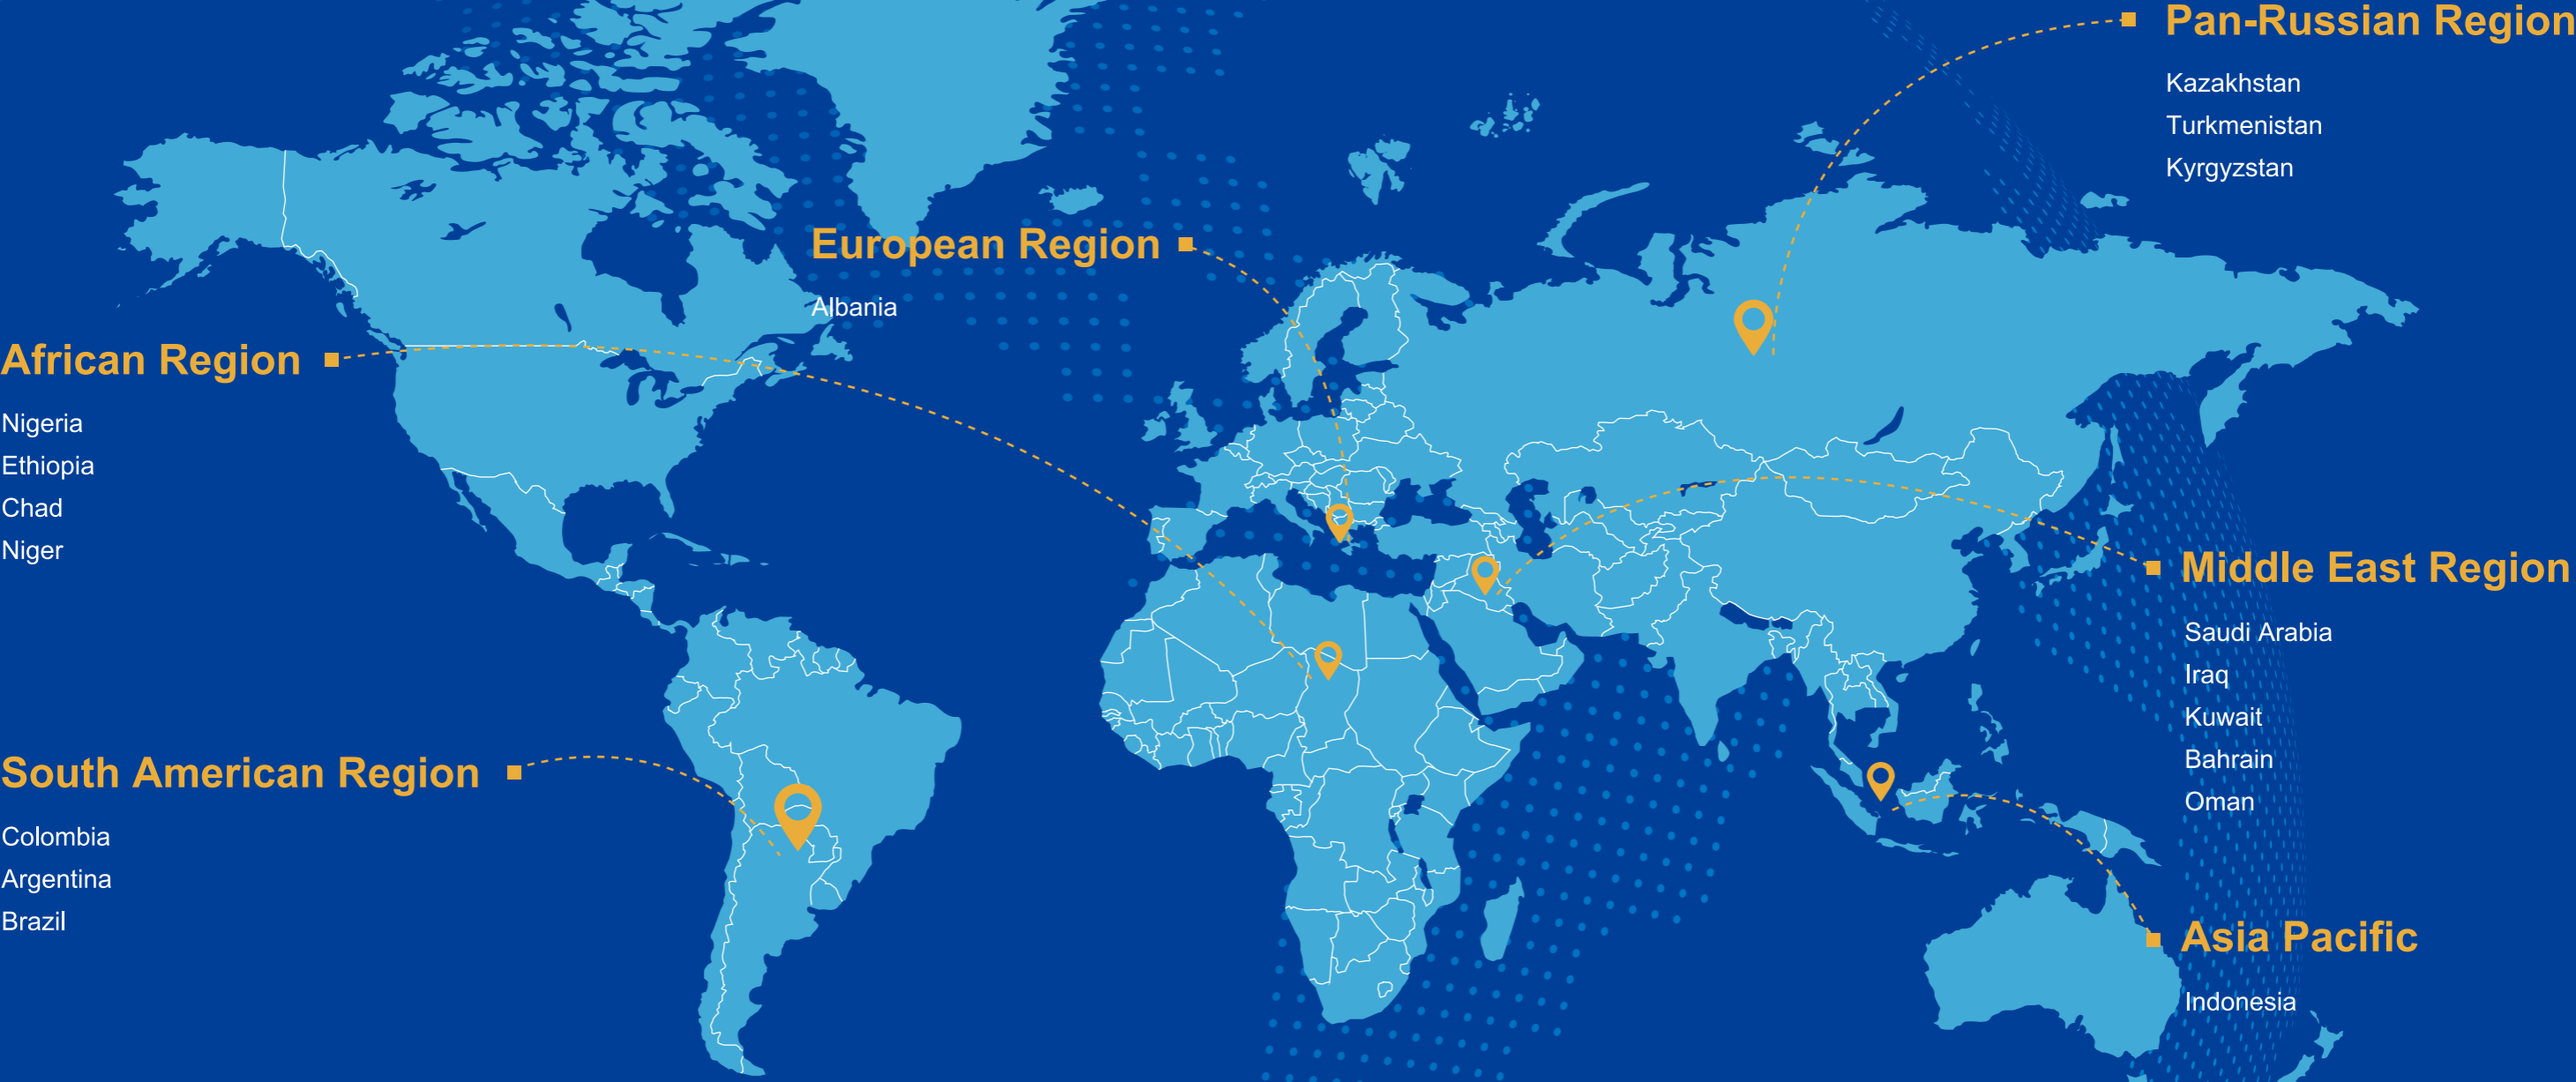 Pan-Russian Region
Kazakhstan
Turkmenistan
Kyrgyzstan
European Region
Albania
African Region
Nigeria
Ethiopia
Chad
Niger
Middle East Region
Saudi Arabia
Iraq
Kuwait
Bahrain
Oman
South American Region
Colombia
Argentina
Brazil
Asia Pacific
Indonesia